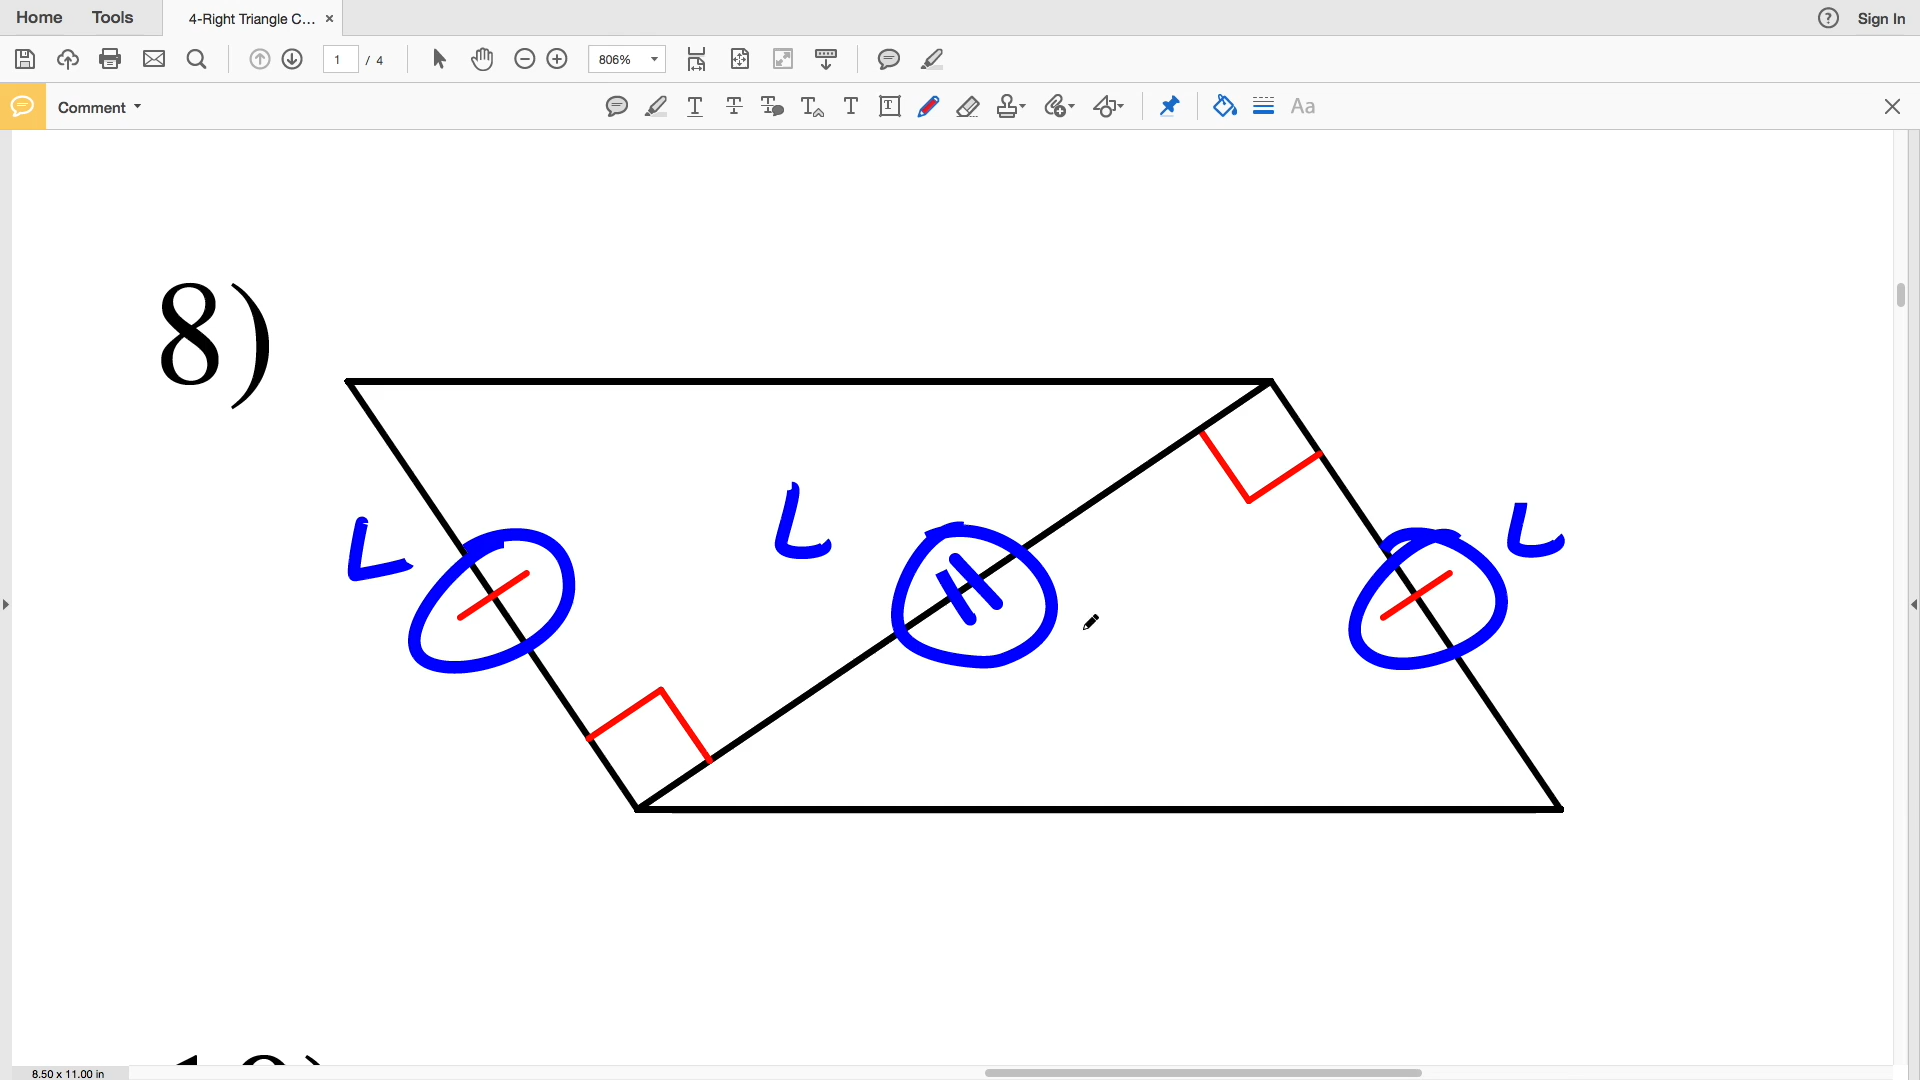 Home Tools 4-Right Triangle C... × ? Sign In
1 / 4 806%
Comment T T T T T T Aa
8)
L L L
8.50 x 11.00 in